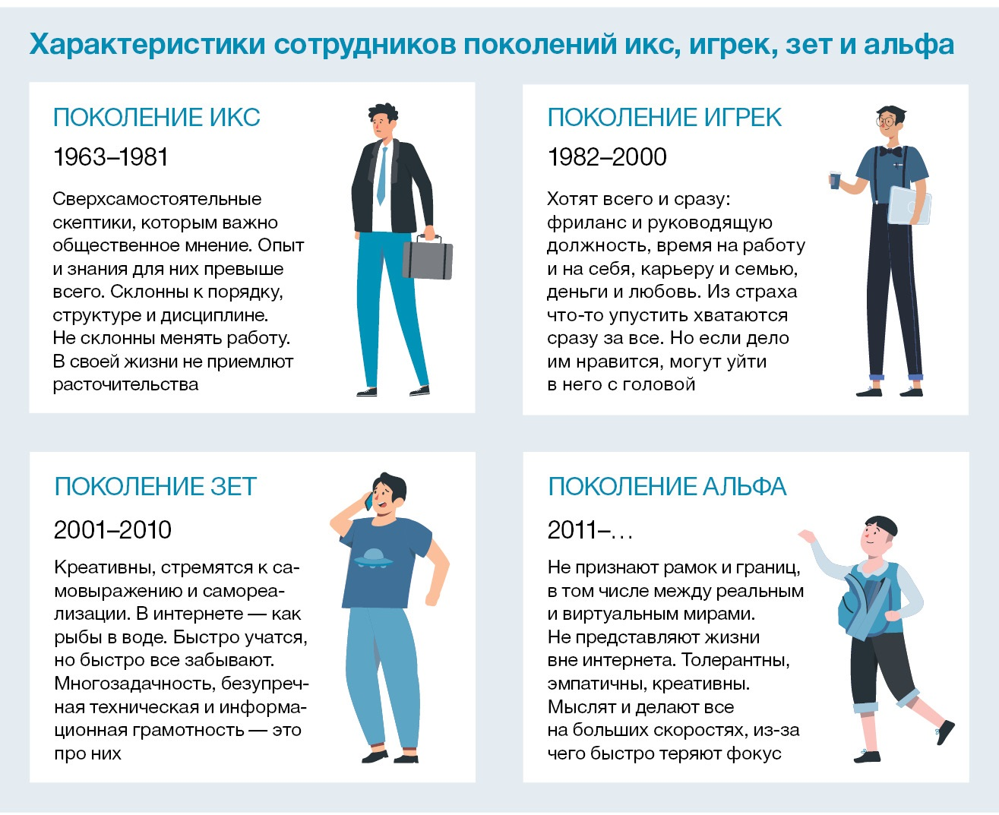 Характеристики сотрудников поколений икс, игрек, зет и альфа
ПОКОЛЕНИЕ ИКС
1963–1981
Сверхсамостоятельные
скептики, которым важно
общественное мнение. Опыт
и знания для них превыше
всего. Склонны к порядку,
структуре и дисциплине.
Не склонны менять работу.
В своей жизни не приемлют
расточительства
ПОКОЛЕНИЕ ИГРЕК
1982–2000
Хотят всего и сразу:
фриланс и руководящую
должность, время на работу
и на себя, карьеру и семью,
деньги и любовь. Из страха
что-то упустить хватаются
сразу за все. Но если дело
им нравится, могут уйти
в него с головой
ПОКОЛЕНИЕ ЗЕТ
2001–2010
Креативны, стремятся к са-
мовыражению и самореа-
лизации. В интернете — как
рыбы в воде. Быстро учатся,
но быстро все забывают.
Многозадачность, безупреч-
ная техническая и информа-
ционная грамотность — это
про них
ПОКОЛЕНИЕ АЛЬФА
2011–...
Не признают рамок и границ,
в том числе между реальным
и виртуальным мирами.
Не представляют жизни
вне интернета. Толерантны,
эмпатичны, креативны.
Мыслят и делают все
на больших скоростях, из-за
чего быстро теряют фокус